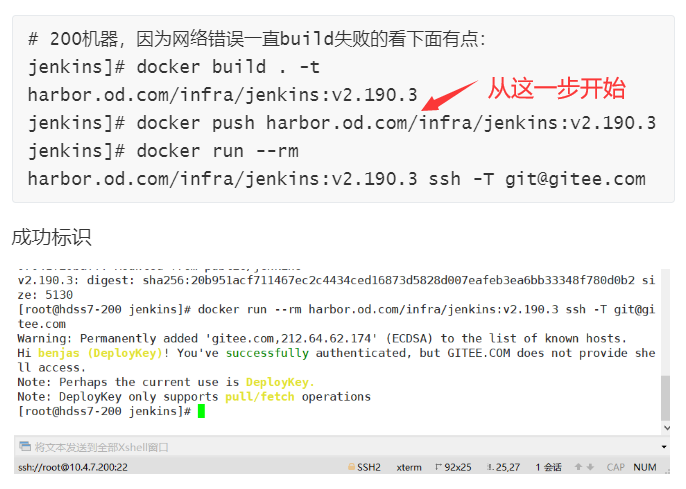 # 200机器，因为网络错误一直build失败的看下面有点：
jenkins]# docker build . -t
harbor.od.com/infra/jenkins:v2.190.3
从这一步开始
jenkins]# docker push harbor.od.com/infra/jenkins:v2.190.3
jenkins]# docker run --rm
harbor.od.com/infra/jenkins:v2.190.3 ssh -T git@gitee.com
成功标识
v2.190.3: digest: sha256:20b951acf711467ec2c4434ced16873d5828d007eafeb3ea6bb33348f780d0b2 si
ze: 5130
[root@hdss7-200 jenkins]# docker run --rm harbor.od.com/infra/jenkins:v2.190.3 ssh -T git@gi
tee.com
Warning: Permanently added 'gitee.com,212.64.62.174' (ECDSA) to the list of known hosts.
Hi benjas (DeployKey)! You've successfully authenticated, but GITEE.COM does not provide she
ll access.
Note: Perhaps the current use is DeployKey.
Note: DeployKey only supports pull/fetch operations
[root@hdss7-200 jenkins]#
将文本发送到全部Xshell窗口
ssh://root@10.4.7.200:22 SSH2 xterm 92x25 25,27 1 会话 CAP NUM